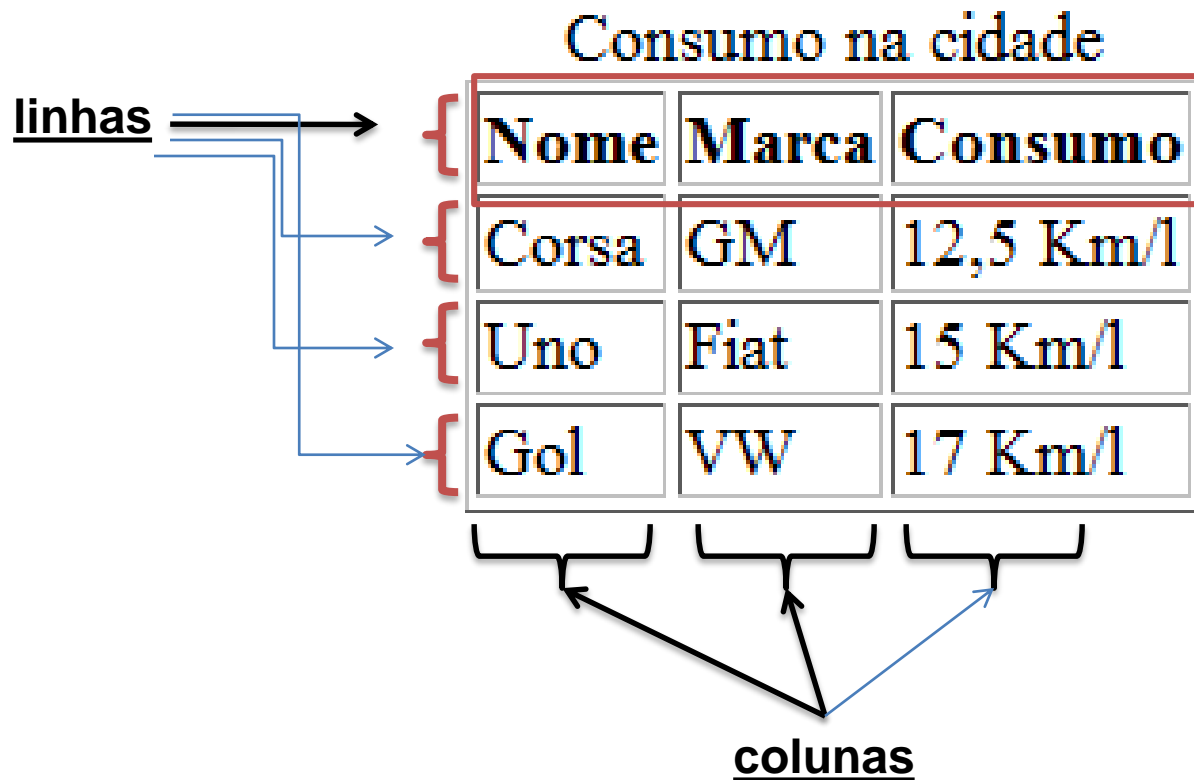 Consumo na cidade
linhas
Nome Marca Consumo
Corsa GM 12,5 Km/l
Uno Fiat 15 Km/l
Gol VW 17 Km/l
colunas